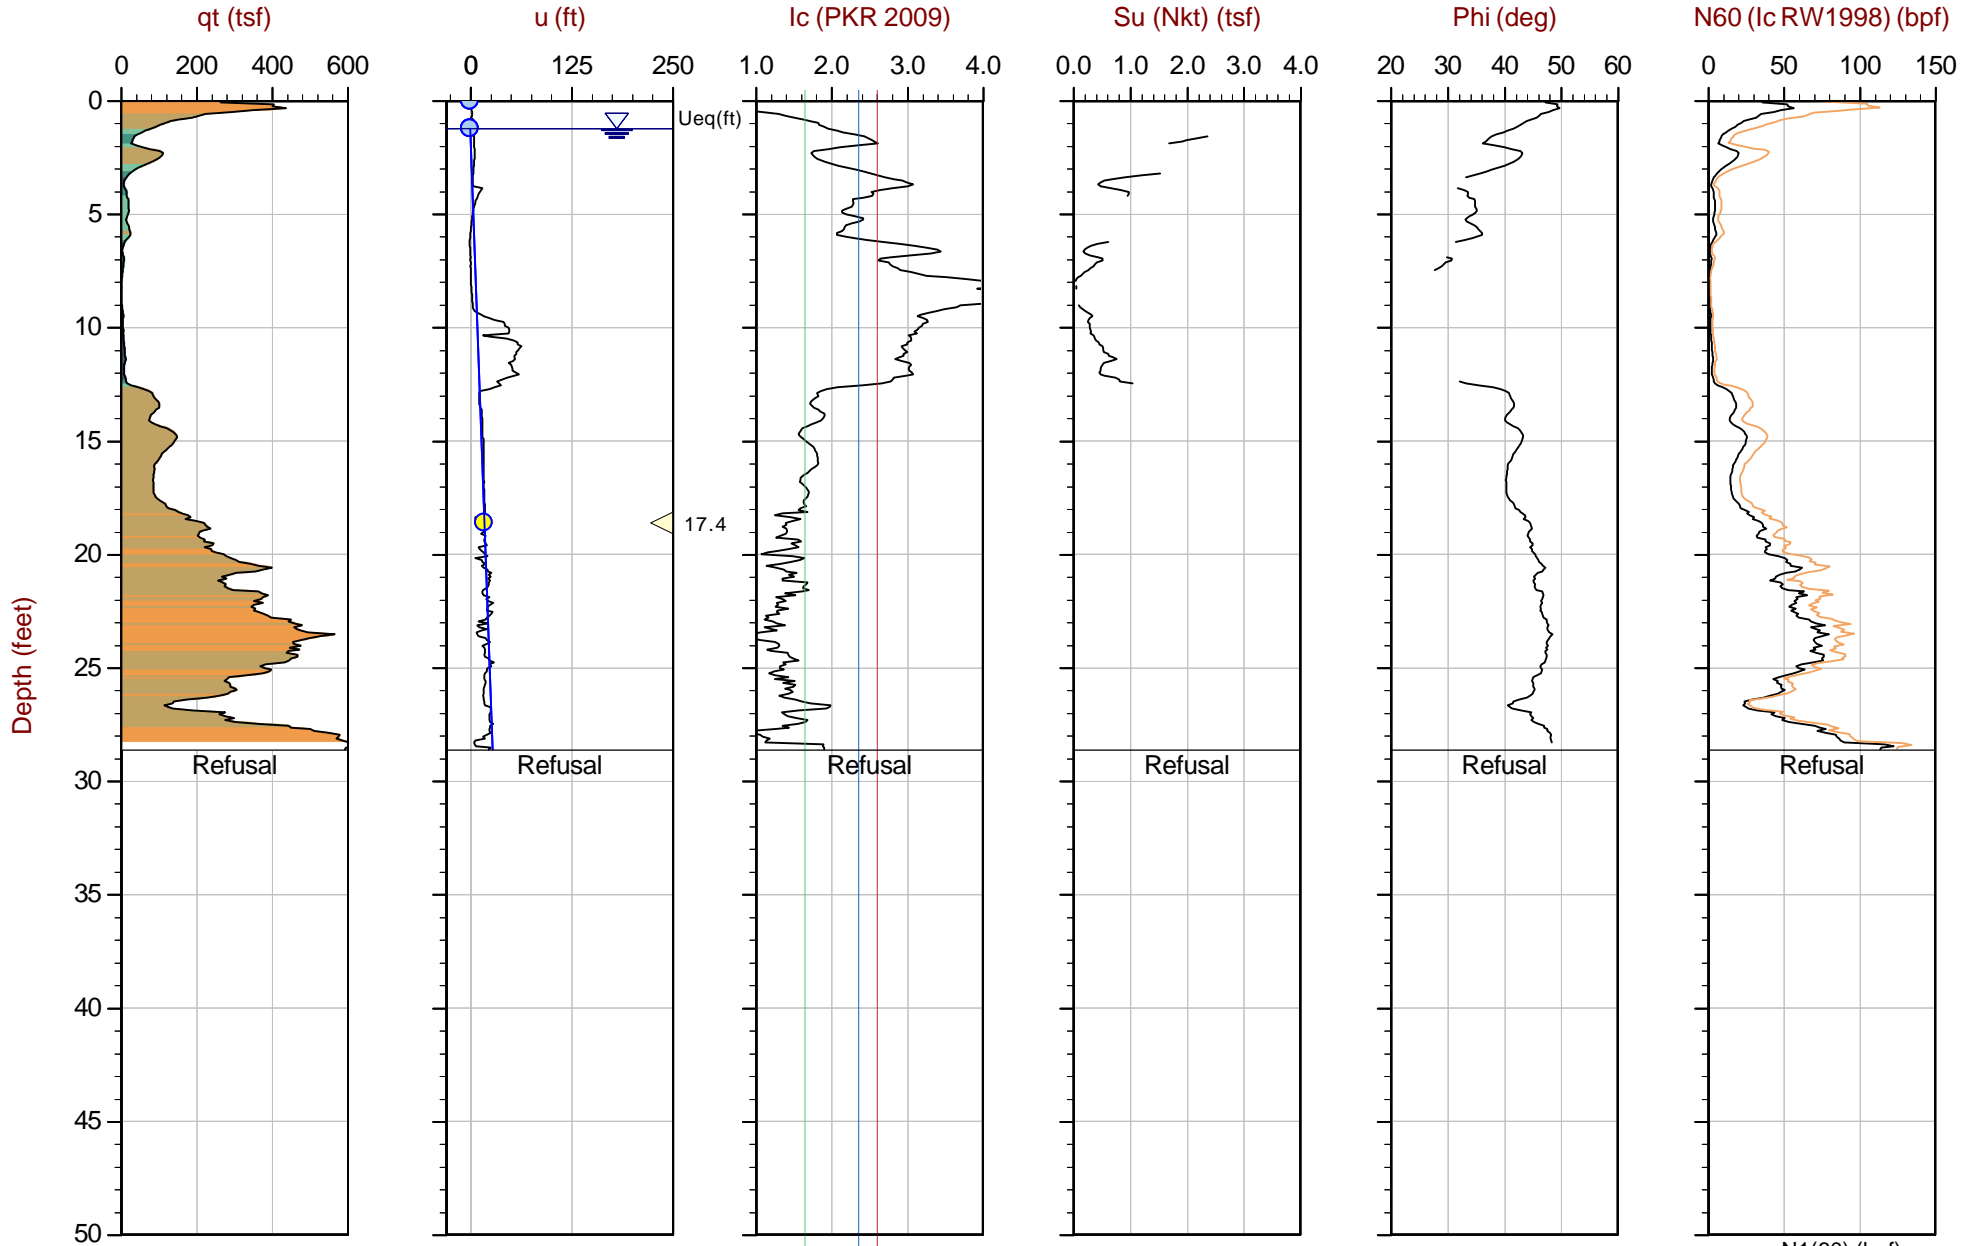 qt (tsf) u (ft) Ic (PKR 2009) Su (Nkt) (tsf) Phi (deg) N60 (Ic RW1998) (bpf)
0 200 400 600 0 125 250 1.0 2.0 3.0 4.0 0.0 1.0 2.0 3.0 4.0 20 30 40 50 60 0 50 100 150
0
Ueq(ft)
5
10
15
17.4
20
25
Depth (feet)
Refusal Refusal Refusal Refusal Refusal Refusal
30
35
40
45
50